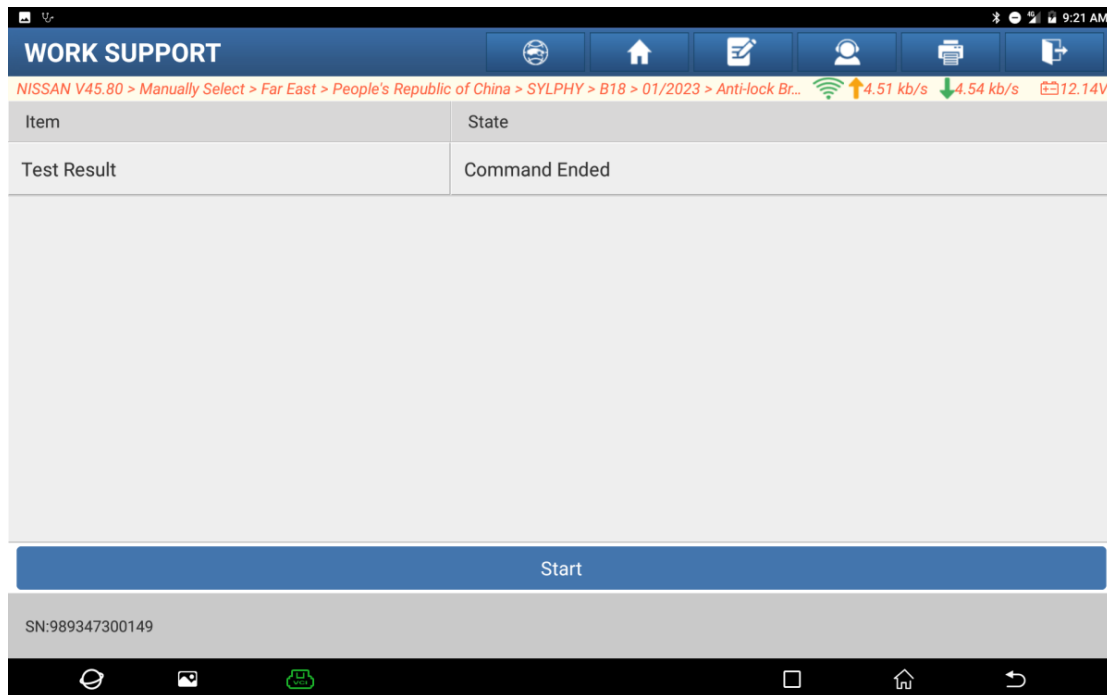 9:21 AM
WORK SUPPORT
NISSAN V45.80 > Manually Select > Far East > People's Republic of China > SYLPHY > B18 > 01/2023 > Anti-lock Br... 4.51 kb/s 4.54 kb/s 12.14V
Item State
Test Result Command Ended
Start
SN:989347300149
VCI